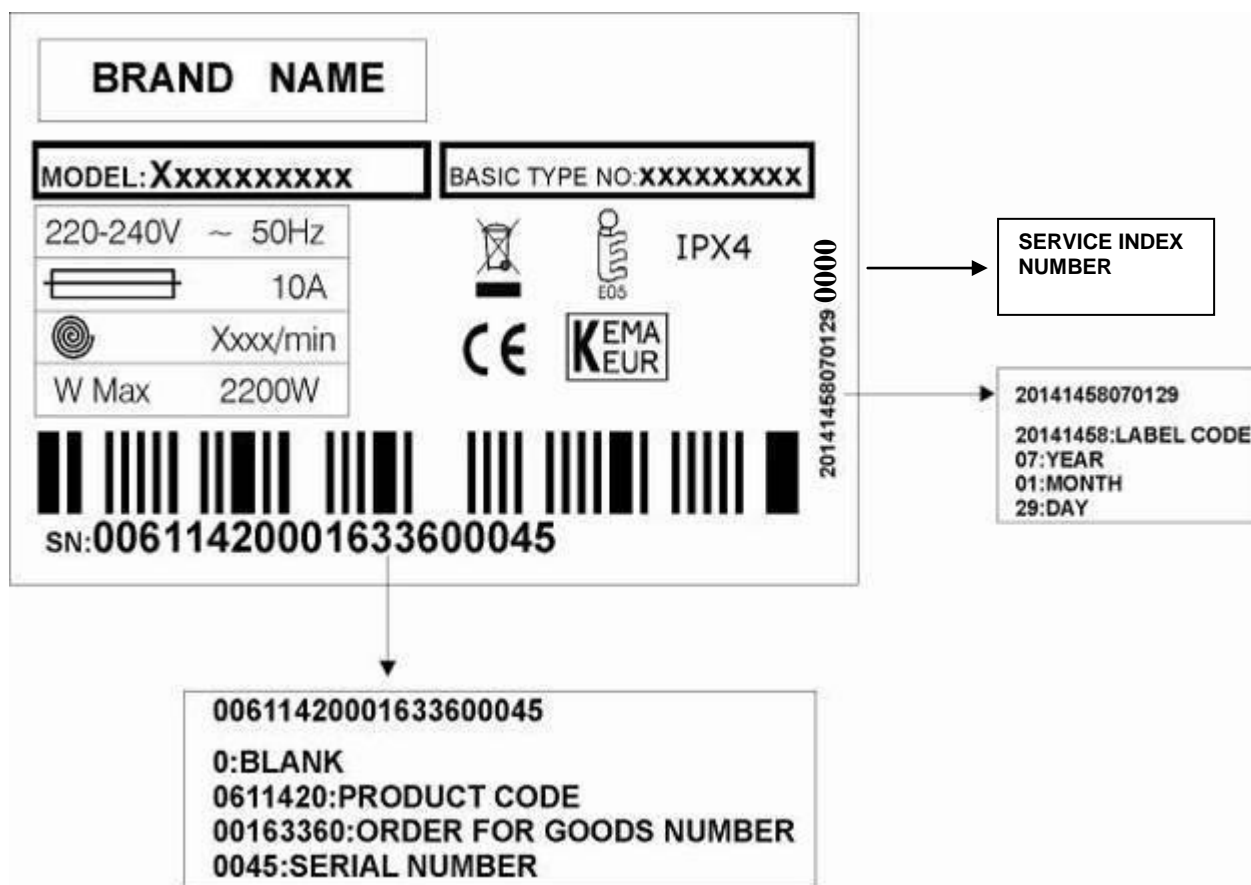 BRAND NAME
MODEL:Xxxxxxxxxx
BASIC TYPE NO:XXXXXXXXX
220-240V ~ 50Hz
10A
Xxxx/min
W Max 2200W
E05
IPX4
CE
KEMA
EUR
20141458070129 0000
SN:00611420001633600045
SERVICE INDEX
NUMBER
20141458070129
20141458:LABEL CODE
07:YEAR
01:MONTH
29:DAY
00611420001633600045
0:BLANK
0611420:PRODUCT CODE
00163360:ORDER FOR GOODS NUMBER
0045:SERIAL NUMBER